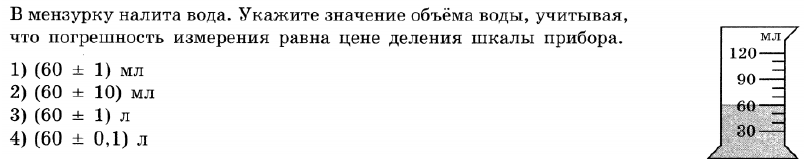 В мензурку налита вода. Укажите значение объёма воды, учитывая,
что погрешность измерения равна цене деления шкалы прибора.
1) (60 ± 1) мл
2) (60 ± 10) мл
3) (60 ± 1) л
4) (60 ± 0,1) л
мл
120
90
60
30